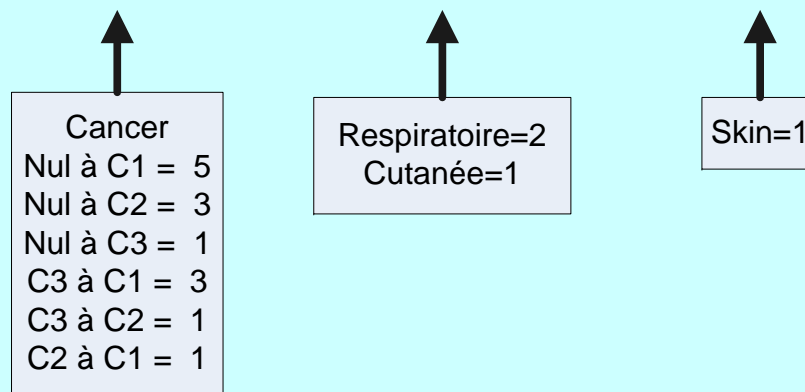 Cancer
Nul à C1 = 5
Nul à C2 = 3
Nul à C3 = 1
C3 à C1 = 3
C3 à C2 = 1
C2 à C1 = 1
Respiratoire=2
Cutanée=1
Skin=1